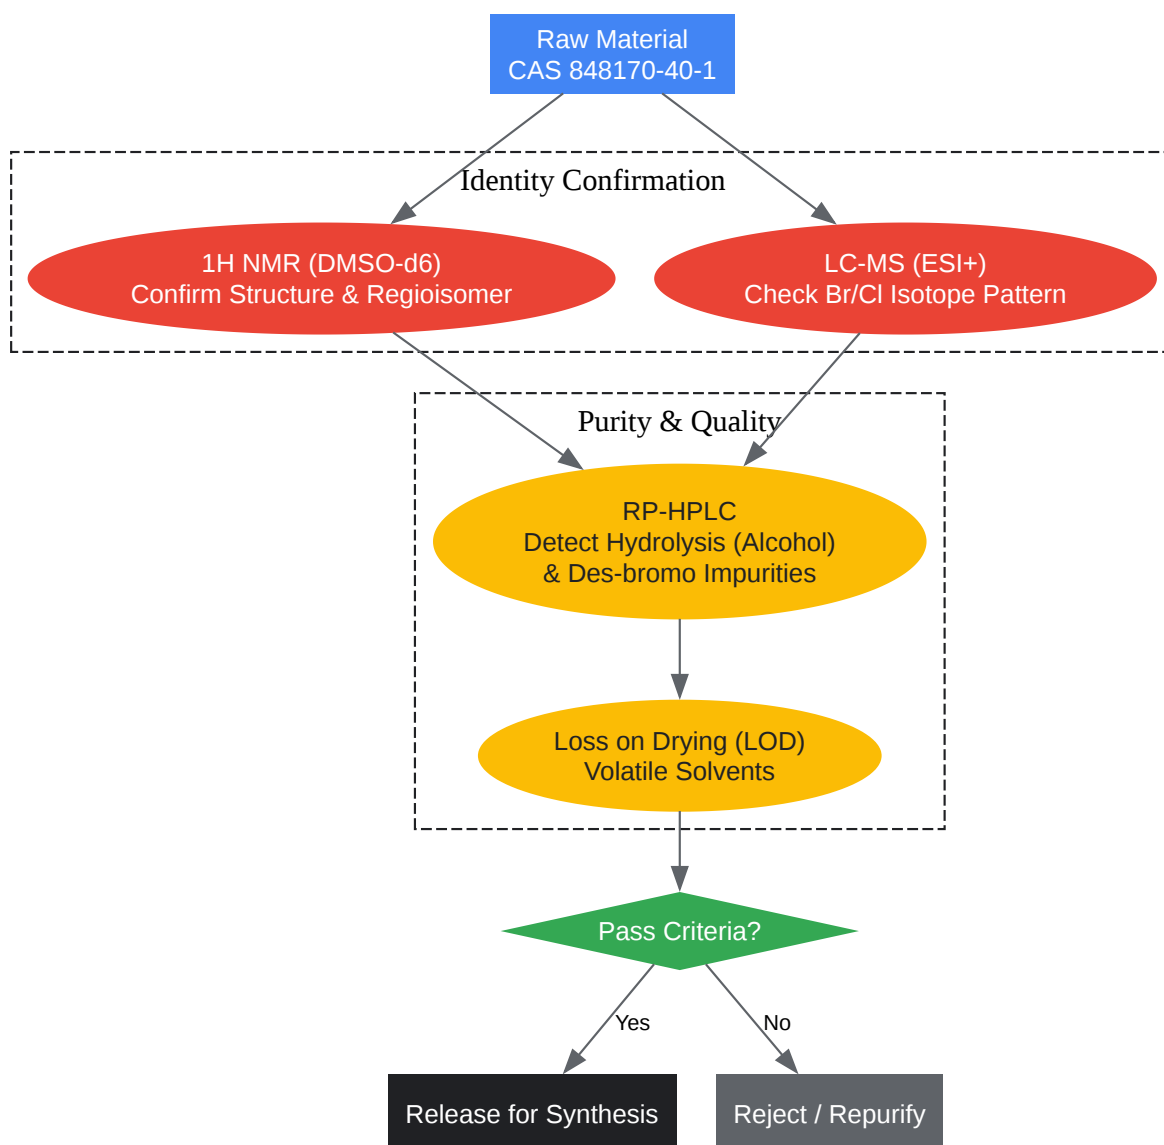 Raw Material
CAS 848170-40-1
Identity Confirmation
1H NMR (DMSO-d6)
Confirm Structure & Regioisomer
LC-MS (ESI+)
Check Br/Cl Isotope Pattern
Purity & Quality
RP-HPLC
Detect Hydrolysis (Alcohol)
& Des-bromo Impurities
Loss on Drying (LOD)
Volatile Solvents
Pass Criteria?
Yes
No
Release for Synthesis
Reject / Repurify